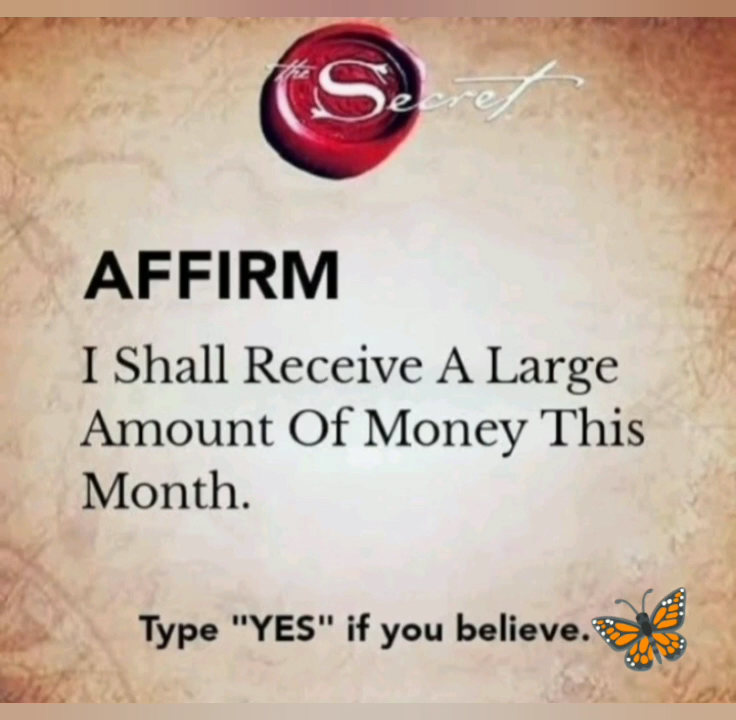 the Secret
AFFIRM
I Shall Receive A Large
Amount Of Money This
Month.
Type "YES" if you believe.